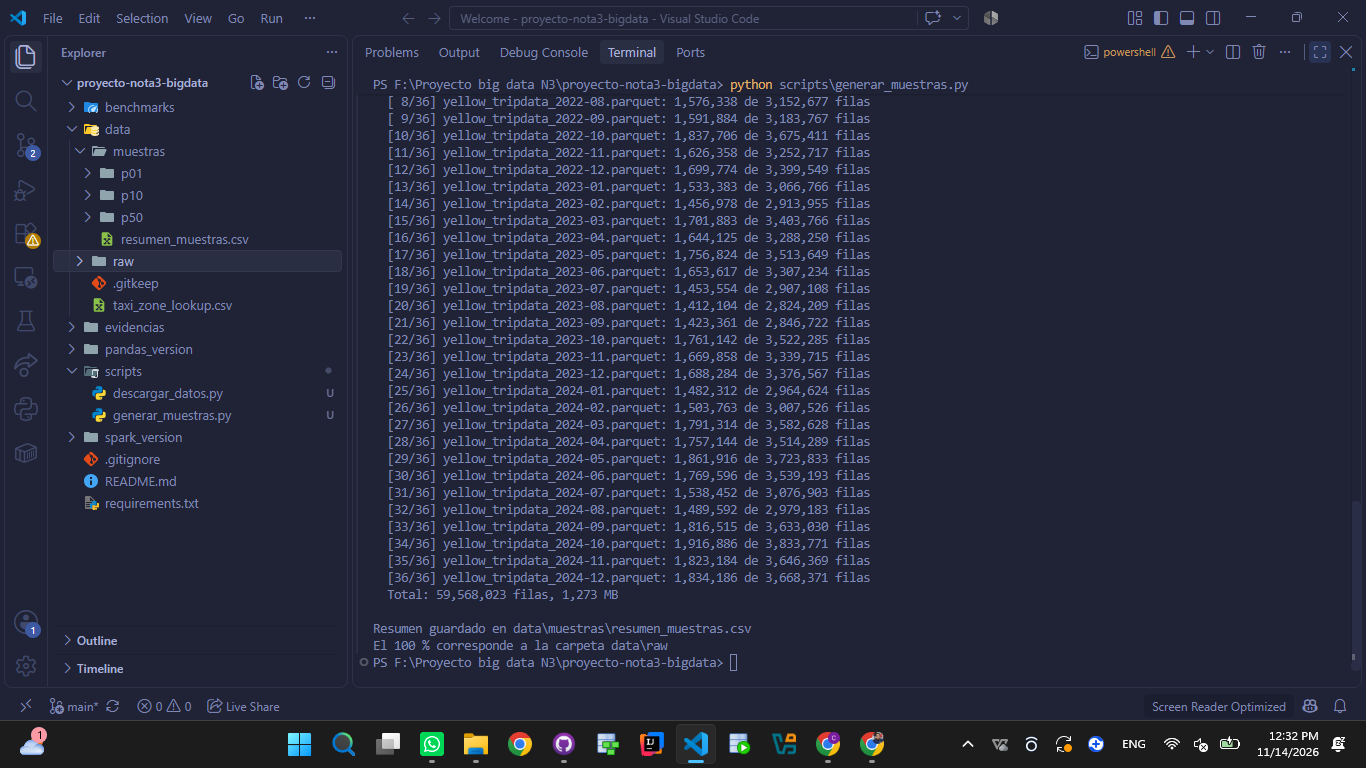 File Edit Selection View Go Run ···
Welcome - proyecto-nota3-bigdata - Visual Studio Code
Explorer
Problems Output Debug Console Terminal Ports
powershell
proyecto-nota3-bigdata
benchmarks
data
muestras
p01
p10
p50
resumen_muestras.csv
raw
.gitkeep
taxi_zone_lookup.csv
evidencias
pandas_version
scripts
descargar_datos.py U
generar_muestras.py U
spark_version
.gitignore
README.md
requirements.txt
Outline
Timeline
2
1
PS F:\Proyecto big data N3\proyecto-nota3-bigdata> python scripts\generar_muestras.py
[ 8/36] yellow_tripdata_2022-08.parquet: 1,576,338 de 3,152,677 filas
[ 9/36] yellow_tripdata_2022-09.parquet: 1,591,884 de 3,183,767 filas
[10/36] yellow_tripdata_2022-10.parquet: 1,837,706 de 3,675,411 filas
[11/36] yellow_tripdata_2022-11.parquet: 1,626,358 de 3,252,717 filas
[12/36] yellow_tripdata_2022-12.parquet: 1,699,774 de 3,399,549 filas
[13/36] yellow_tripdata_2023-01.parquet: 1,533,383 de 3,066,766 filas
[14/36] yellow_tripdata_2023-02.parquet: 1,456,978 de 2,913,955 filas
[15/36] yellow_tripdata_2023-03.parquet: 1,701,883 de 3,403,766 filas
[16/36] yellow_tripdata_2023-04.parquet: 1,644,125 de 3,288,250 filas
[17/36] yellow_tripdata_2023-05.parquet: 1,756,824 de 3,513,649 filas
[18/36] yellow_tripdata_2023-06.parquet: 1,653,617 de 3,307,234 filas
[19/36] yellow_tripdata_2023-07.parquet: 1,453,554 de 2,907,108 filas
[20/36] yellow_tripdata_2023-08.parquet: 1,412,104 de 2,824,209 filas
[21/36] yellow_tripdata_2023-09.parquet: 1,423,361 de 2,846,722 filas
[22/36] yellow_tripdata_2023-10.parquet: 1,761,142 de 3,522,285 filas
[23/36] yellow_tripdata_2023-11.parquet: 1,669,858 de 3,339,715 filas
[24/36] yellow_tripdata_2023-12.parquet: 1,688,284 de 3,376,567 filas
[25/36] yellow_tripdata_2024-01.parquet: 1,482,312 de 2,964,624 filas
[26/36] yellow_tripdata_2024-02.parquet: 1,503,763 de 3,007,526 filas
[27/36] yellow_tripdata_2024-03.parquet: 1,791,314 de 3,582,628 filas
[28/36] yellow_tripdata_2024-04.parquet: 1,757,144 de 3,514,289 filas
[29/36] yellow_tripdata_2024-05.parquet: 1,861,916 de 3,723,833 filas
[30/36] yellow_tripdata_2024-06.parquet: 1,769,596 de 3,539,193 filas
[31/36] yellow_tripdata_2024-07.parquet: 1,538,452 de 3,076,903 filas
[32/36] yellow_tripdata_2024-08.parquet: 1,489,592 de 2,979,183 filas
[33/36] yellow_tripdata_2024-09.parquet: 1,816,515 de 3,633,030 filas
[34/36] yellow_tripdata_2024-10.parquet: 1,916,886 de 3,833,771 filas
[35/36] yellow_tripdata_2024-11.parquet: 1,823,184 de 3,646,369 filas
[36/36] yellow_tripdata_2024-12.parquet: 1,834,186 de 3,668,371 filas
Total: 59,568,023 filas, 1,273 MB
Resumen guardado en data\muestras\resumen_muestras.csv
El 100 % corresponde a la carpeta data\raw
PS F:\Proyecto big data N3\proyecto-nota3-bigdata>
main* 0 0 Live Share
Screen Reader Optimized
1
ENG
12:32 PM
11/14/2026